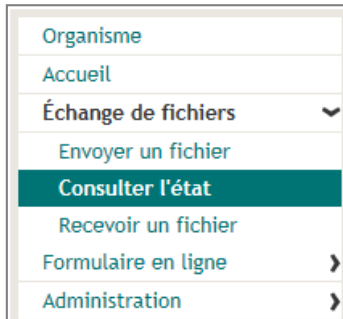 Organisme
Accueil
Échange de fichiers
Envoyer un fichier
Consulter l'état
Recevoir un fichier
Formulaire en ligne
Administration